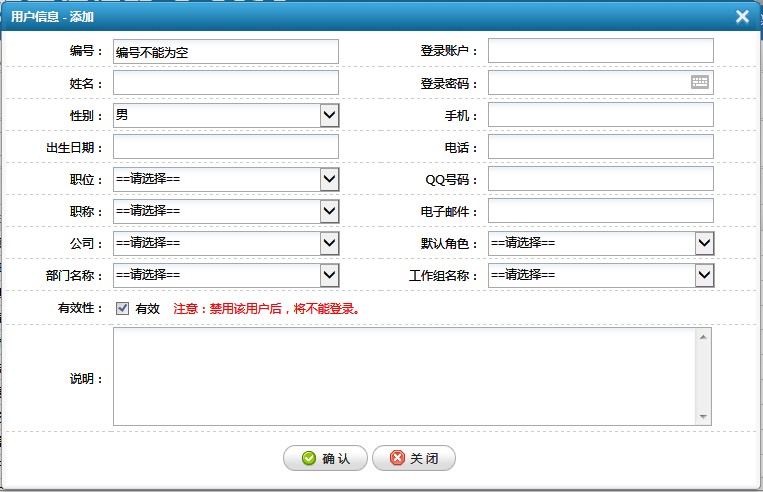 用户信息 - 添加
编号： 编号不能为空 登录账户：
姓名： 登录密码：
性别： 男 手机：
出生日期： 电话：
职位： ==请选择== QQ号码：
职称： ==请选择== 电子邮件：
公司： ==请选择== 默认角色： ==请选择==
部门名称： ==请选择== 工作组名称： ==请选择==
有效性： 有效 注意：禁用该用户后，将不能登录。
说明：
确 认 关 闭